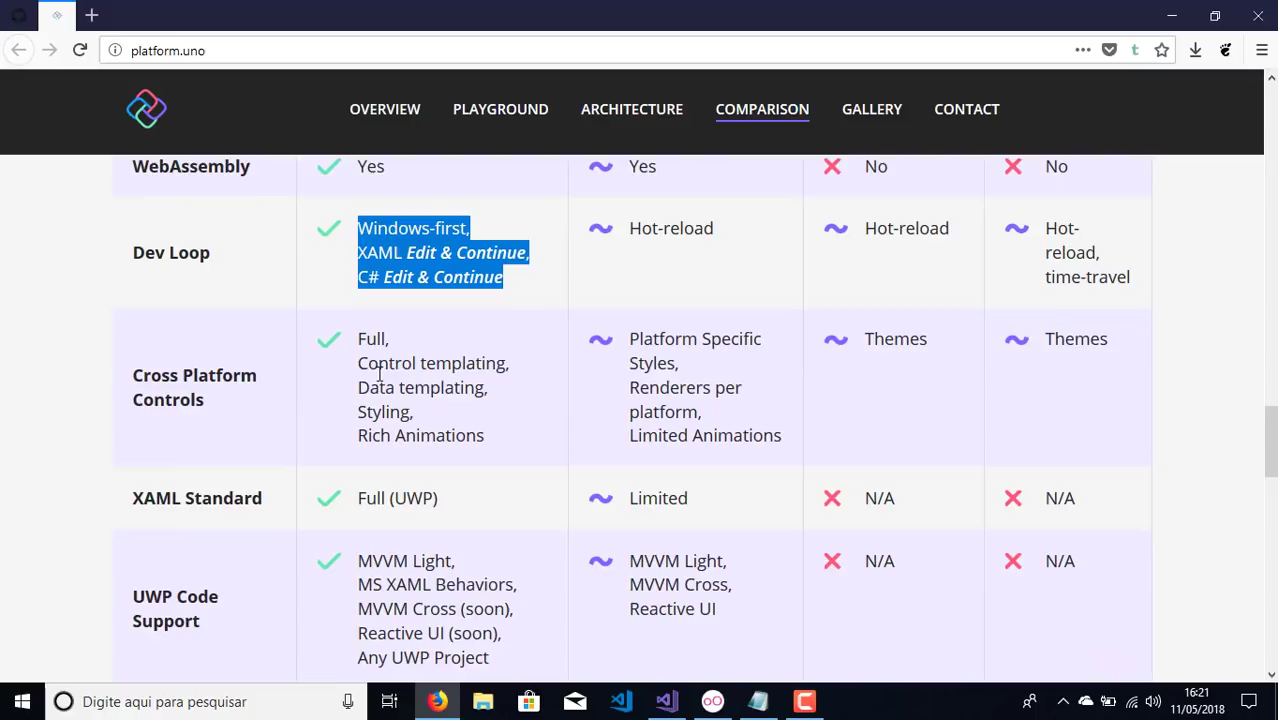 platform.uno
OVERVIEW PLAYGROUND ARCHITECTURE COMPARISON GALLERY CONTACT
WebAssembly Yes Yes No No
Dev Loop
Windows-first,
XAML Edit & Continue,
C# Edit & Continue
Hot-reload
Hot-reload
Hot-
reload,
time-travel
Cross Platform
Controls
Full,
Control templating,
Data templating,
Styling,
Rich Animations
Platform Specific
Styles,
Renderers per
platform,
Limited Animations
Themes
Themes
XAML Standard Full (UWP) Limited N/A N/A
UWP Code
Support
MVVM Light,
MS XAML Behaviors,
MVVM Cross (soon),
Reactive UI (soon),
Any UWP Project
MVVM Light,
MVVM Cross,
Reactive UI
N/A
N/A
Digite aqui para pesquisar
16:21
11/05/2018